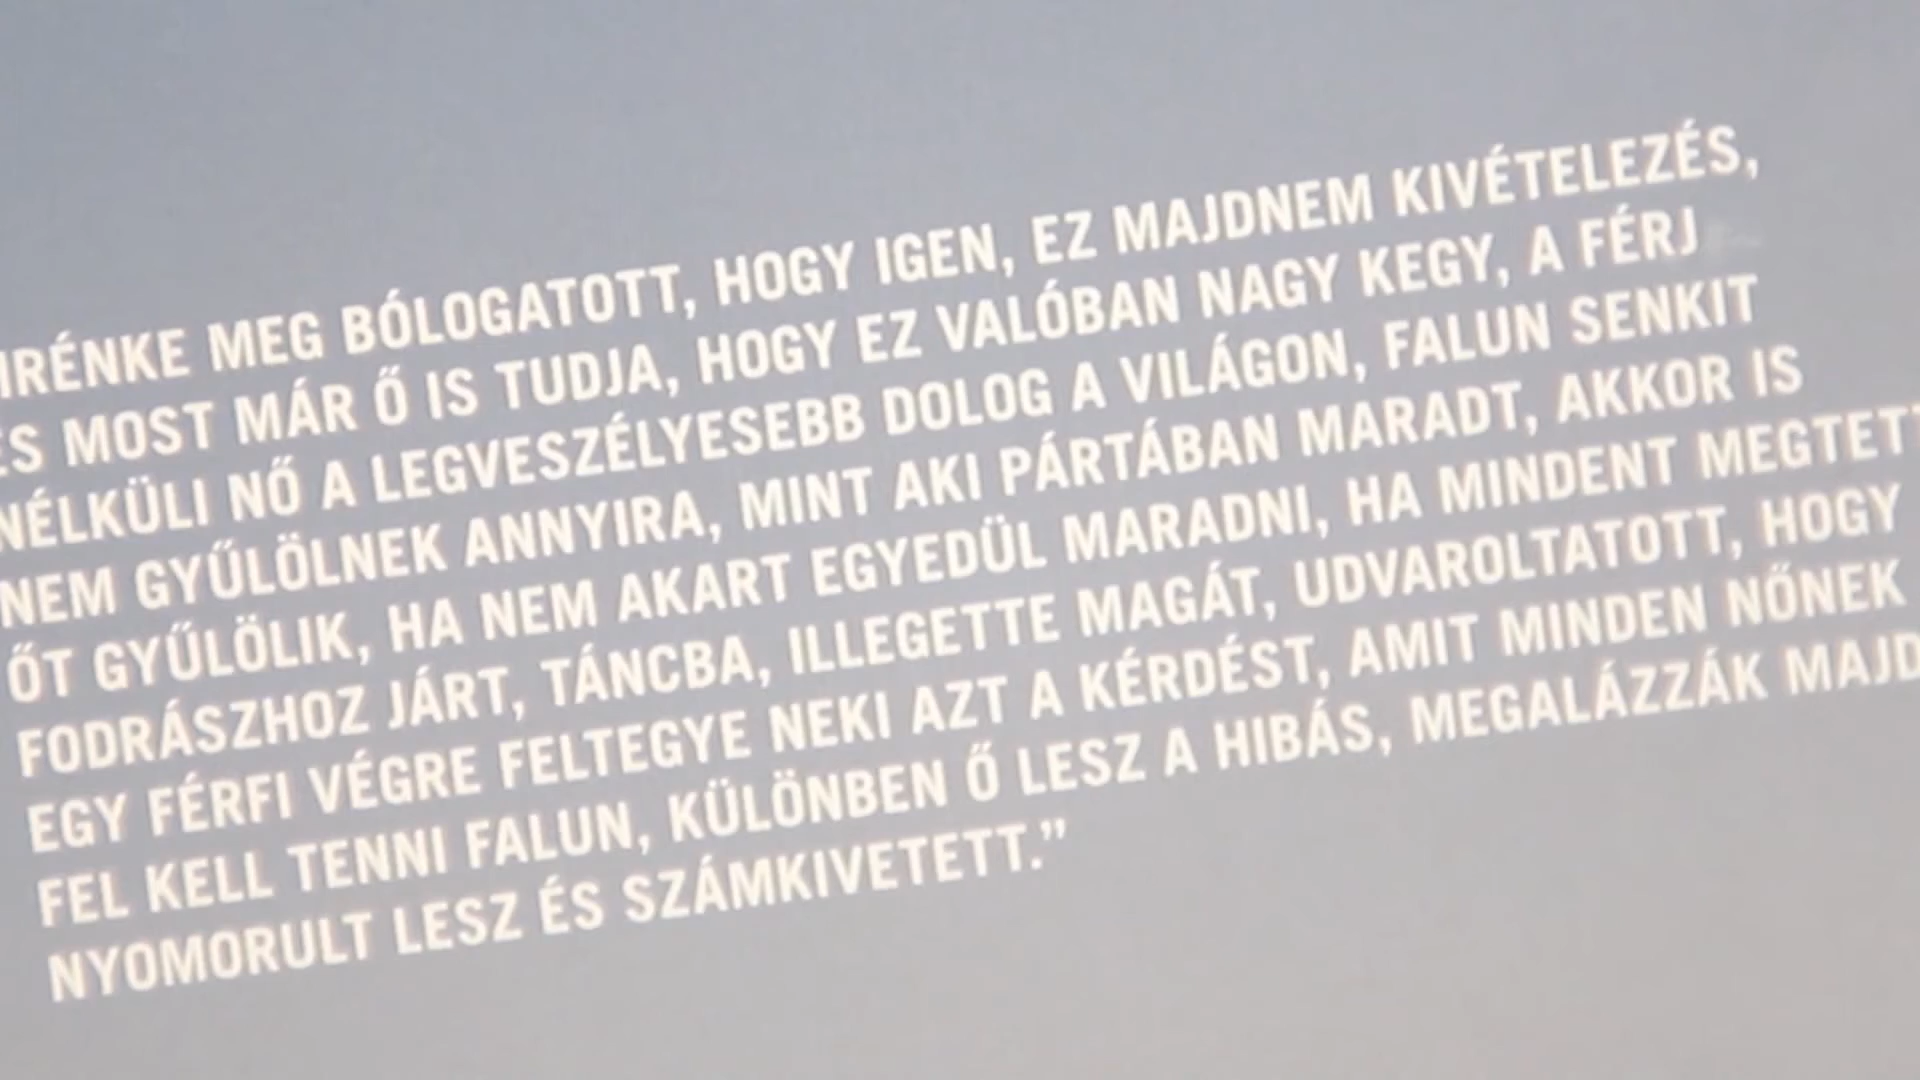 IRÉNKE MEG BÓLOGATOTT, HOGY IGEN, EZ MAJDNEM KIVÉTELEZÉS,
ÉS MOST MÁR Ő IS TUDJA, HOGY EZ VALÓBAN NAGY KEGY, A FÉRJ
NÉLKÜLI NŐ A LEGVESZÉLYESEBB DOLOG A VILÁGON, FALUN SENKIT
NEM GYŰLÖLNEK ANNYIRA, MINT AKI PÁRTÁBAN MARADT, AKKOR IS
ŐT GYŰLÖLIK, HA NEM AKART EGYEDÜL MARADNI, HA MINDENT MEGTETT
FODRÁSZHOZ JÁRT, TÁNCBA, ILLEGETTE MAGÁT, UDVAROLTATOTT, HOGY
EGY FÉRFI VÉGRE FELTEGYE NEKI AZT A KÉRDÉST, AMIT MINDEN NŐNEK
FEL KELL TENNI FALUN, KÜLÖNBEN Ő LESZ A HIBÁS, MEGALÁZZÁK MAJD
NYOMORULT LESZ ÉS SZÁMKIVETETT.”